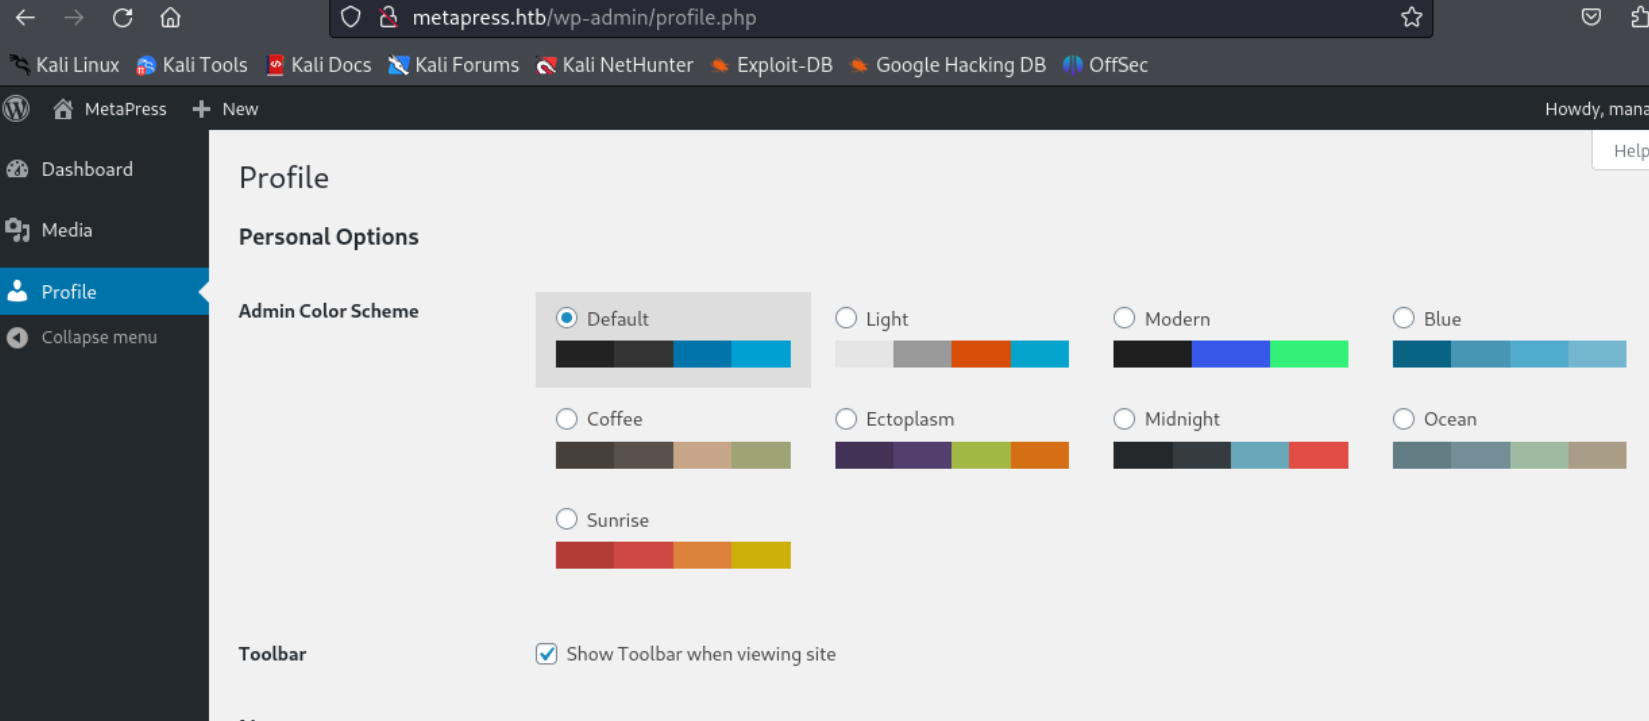 metapress.htb/wp-admin/profile.php
Kali Linux Kali Tools Kali Docs Kali Forums Kali NetHunter Exploit-DB Google Hacking DB OffSec
MetaPress New Howdy, mana
Help
Dashboard
Media
Profile
Collapse menu
Profile
Personal Options
Admin Color Scheme
Default Light Modern Blue
Coffee Ectoplasm Midnight Ocean
Sunrise
Toolbar Show Toolbar when viewing site